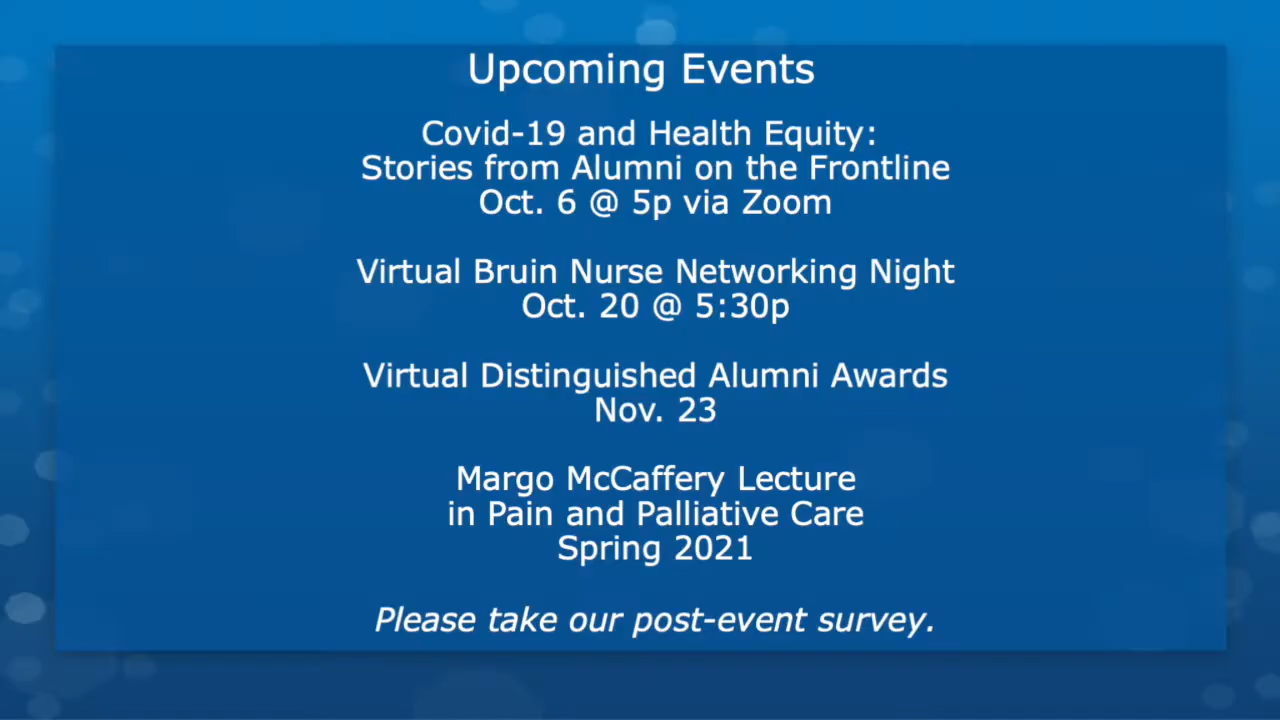 Upcoming Events
Covid-19 and Health Equity:
Stories from Alumni on the Frontline
Oct. 6 @ 5p via Zoom
Virtual Bruin Nurse Networking Night
Oct. 20 @ 5:30p
Virtual Distinguished Alumni Awards
Nov. 23
Margo McCaffery Lecture
in Pain and Palliative Care
Spring 2021
Please take our post-event survey.